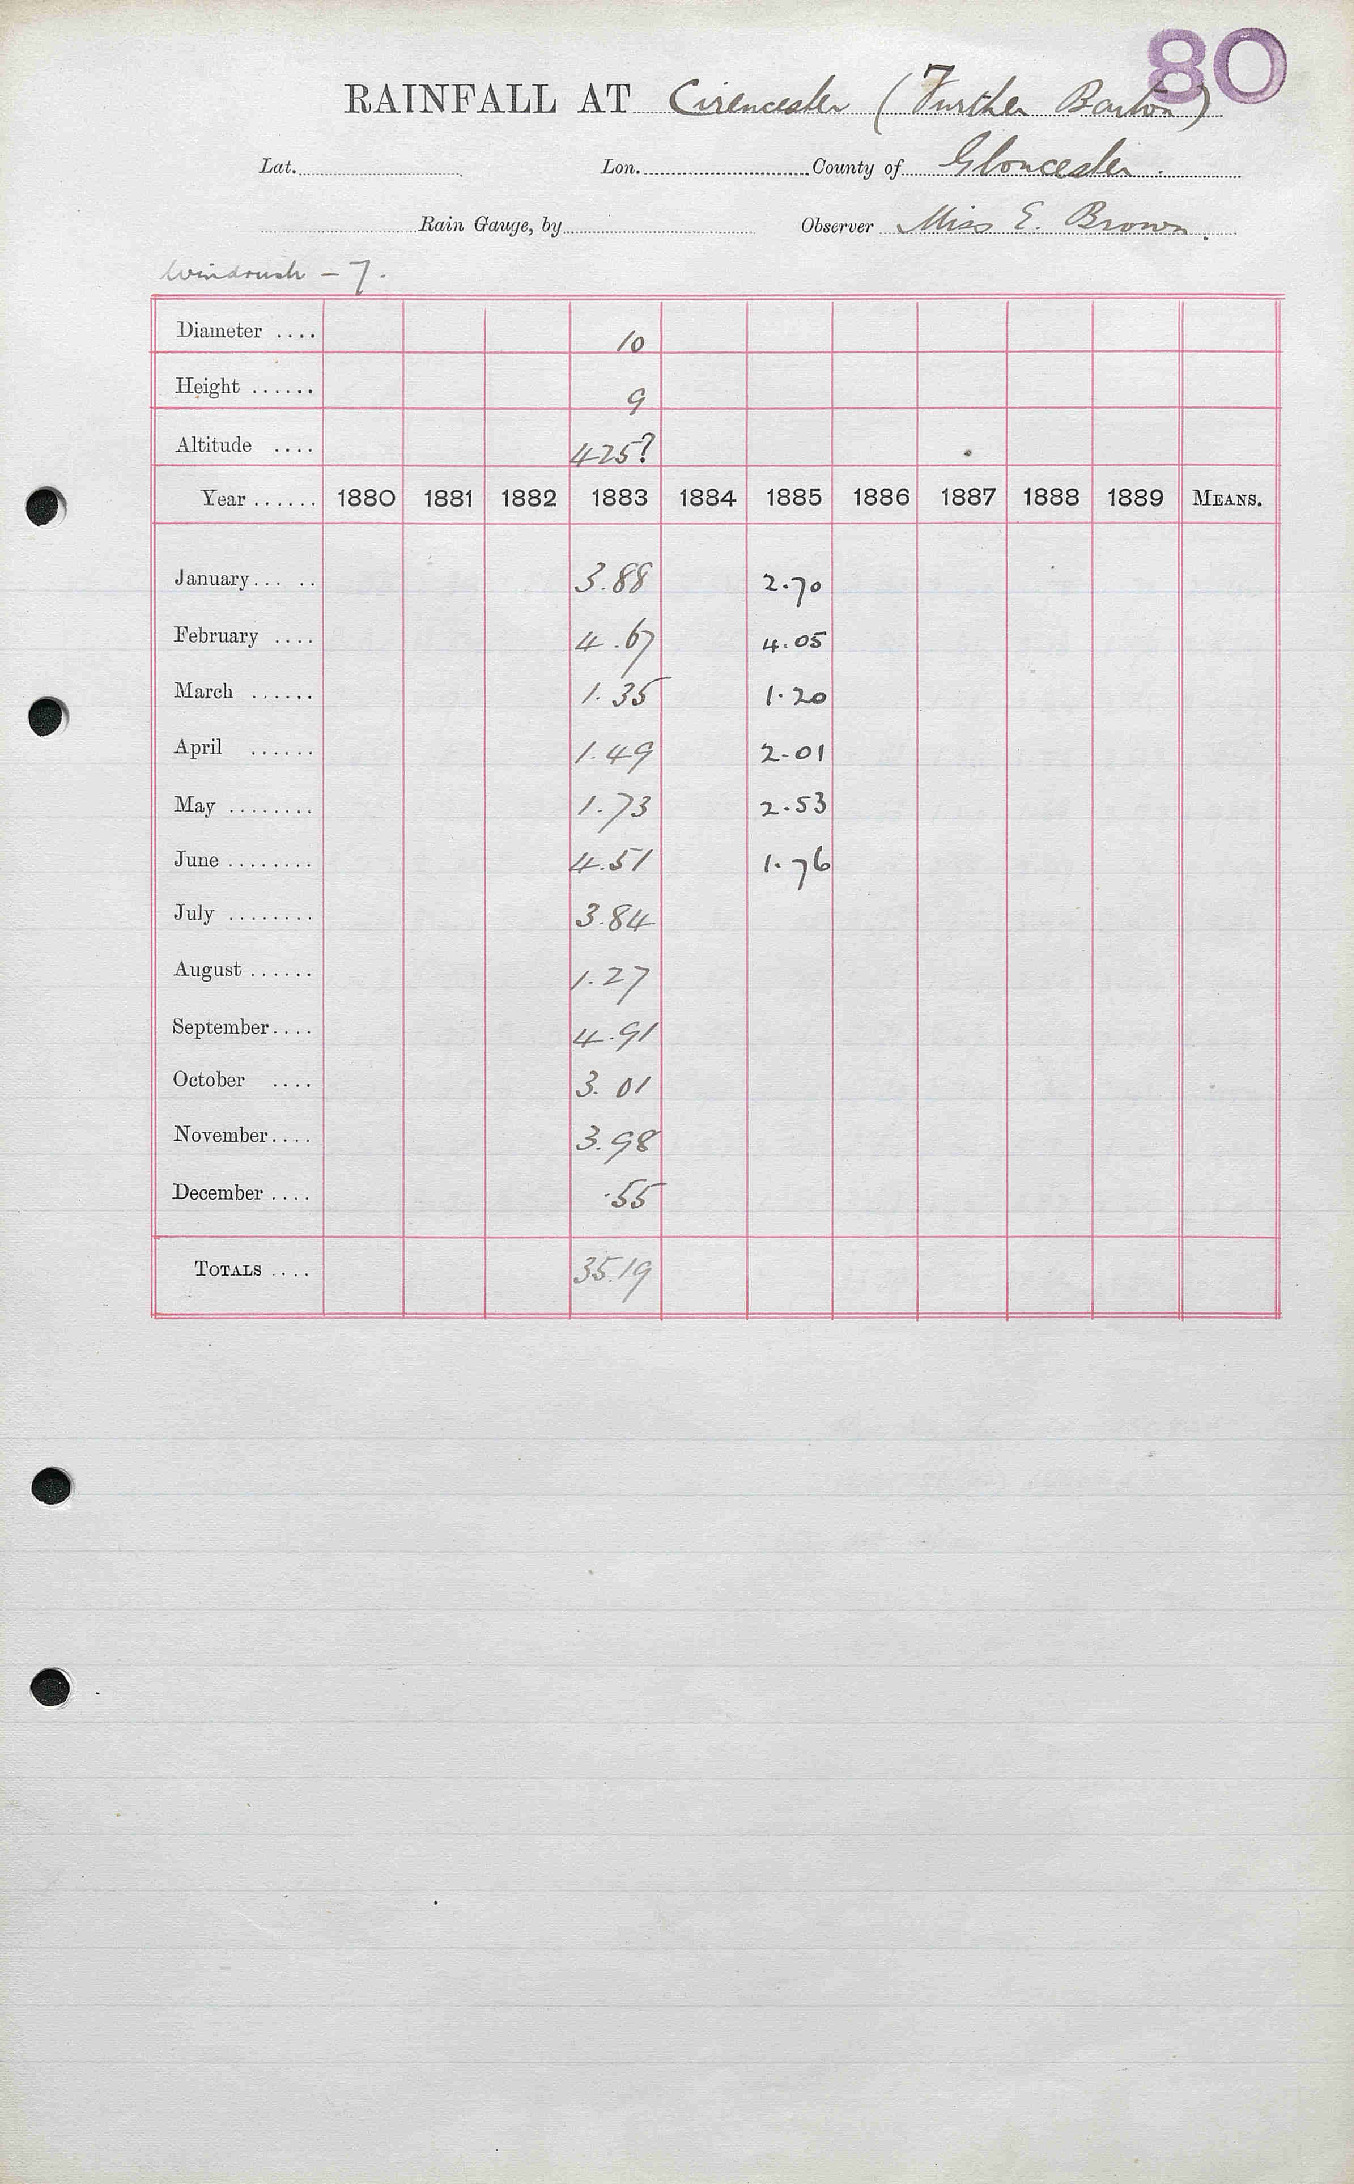 80
RAINFALL AT Cirencester (Further Barton)
Lat. Lon. County of Gloucester.
Rain Gauge, by Observer Miss E. Brown.
Windrush - 7.
Diameter .... 10
Height ...... 9
Altitude .... 425?
Year ...... 1880 1881 1882 1883 1884 1885 1886 1887 1888 1889 MEANS.
January ... .. 3.88 2.70
February .... 4.67 4.05
March ...... 1.35 1.20
April ...... 1.49 2.01
May ........ 1.73 2.53
June ........ 4.51 1.76
July ........ 3.84
August ...... 1.27
September .... 4.91
October .... 3.01
November .... 3.98
December .... .55
TOTALS .... 35.19